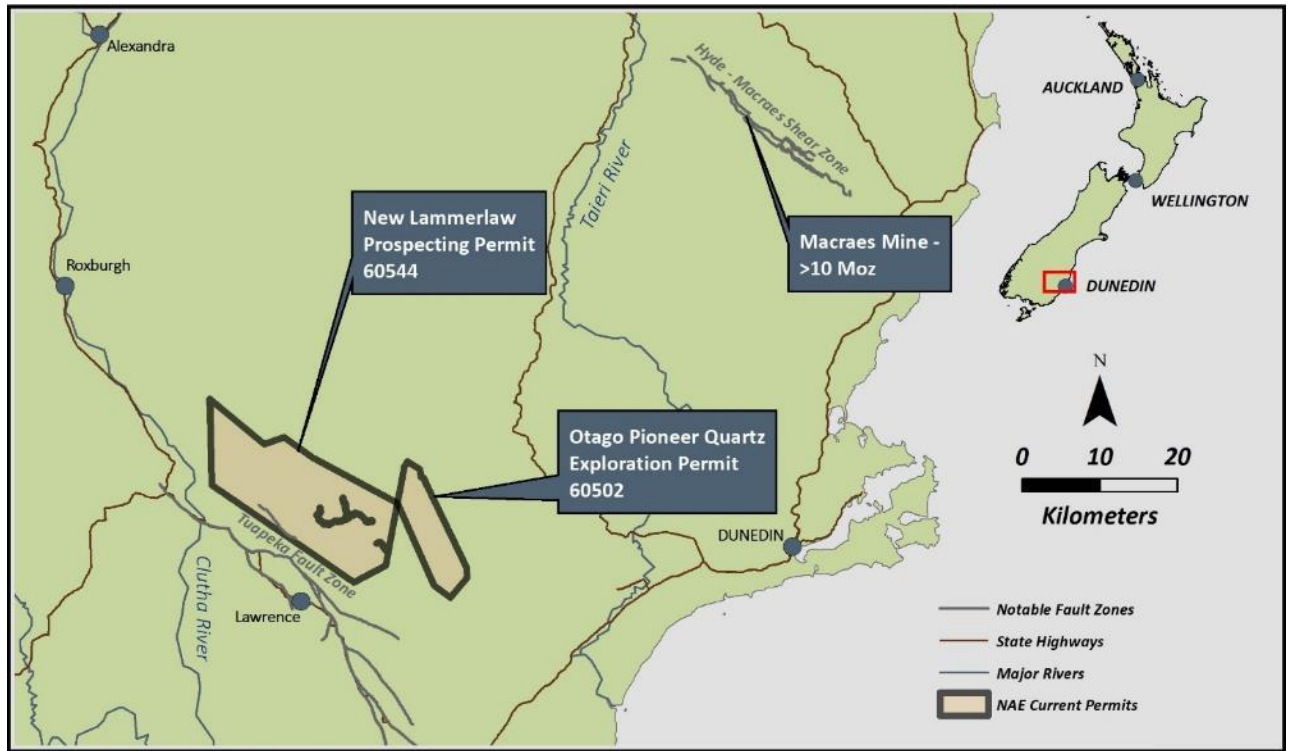 Alexandra
Hyde - Macraes Shear Zone
AUCKLAND
WELLINGTON
DUNEDIN
New Lammerlaw
Prospecting Permit
60544
Taieri River
Macraes Mine -
>10 Moz
Roxburgh
Otago Pioneer Quartz
Exploration Permit
60502
N
0 10 20
Kilometers
Tuapeka Fault Zone
DUNEDIN
Clutha River
Lawrence
Notable Fault Zones
State Highways
Major Rivers
NAE Current Permits